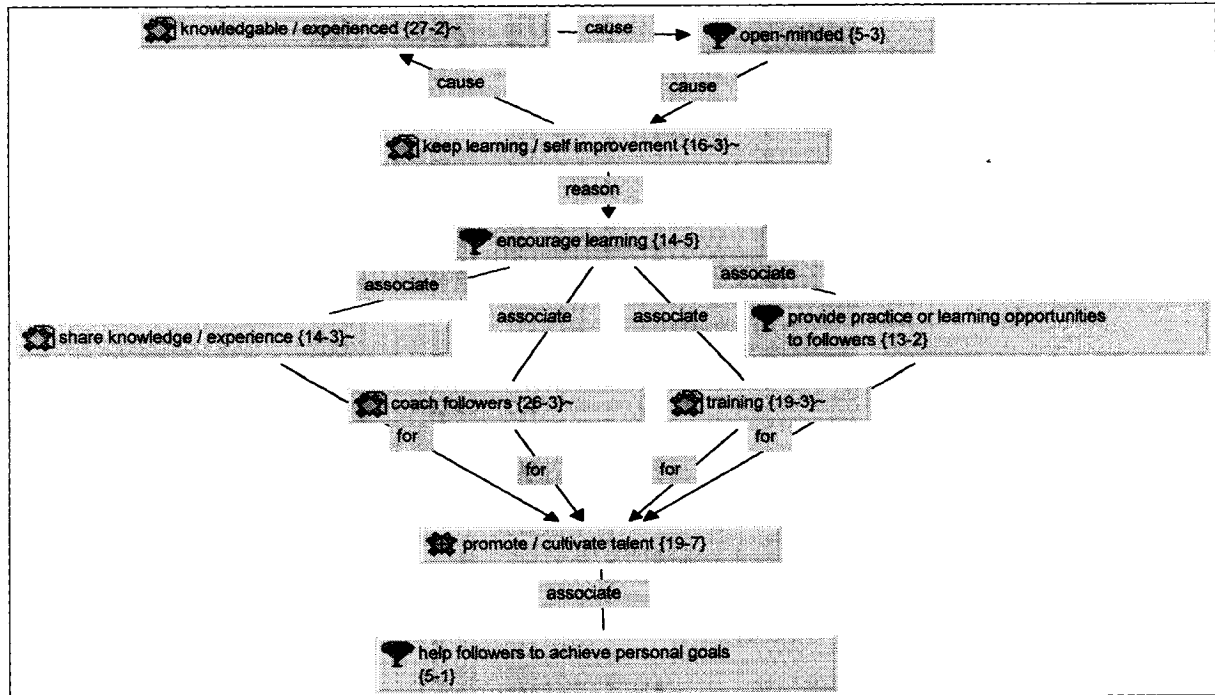 knowledgable / experienced {27-2}~
cause
open-minded {5-3}
cause
cause
keep learning / self improvement {16-3}~
reason
encourage learning {14-5}
associate
associate
associate
associate
share knowledge / experience {14-3}~
provide practice or learning opportunities
to followers {13-2}
coach followers {26-3}~
training {19-3}~
for
for
for
for
promote / cultivate talent {19-7}
associate
help followers to achieve personal goals
{5-1}